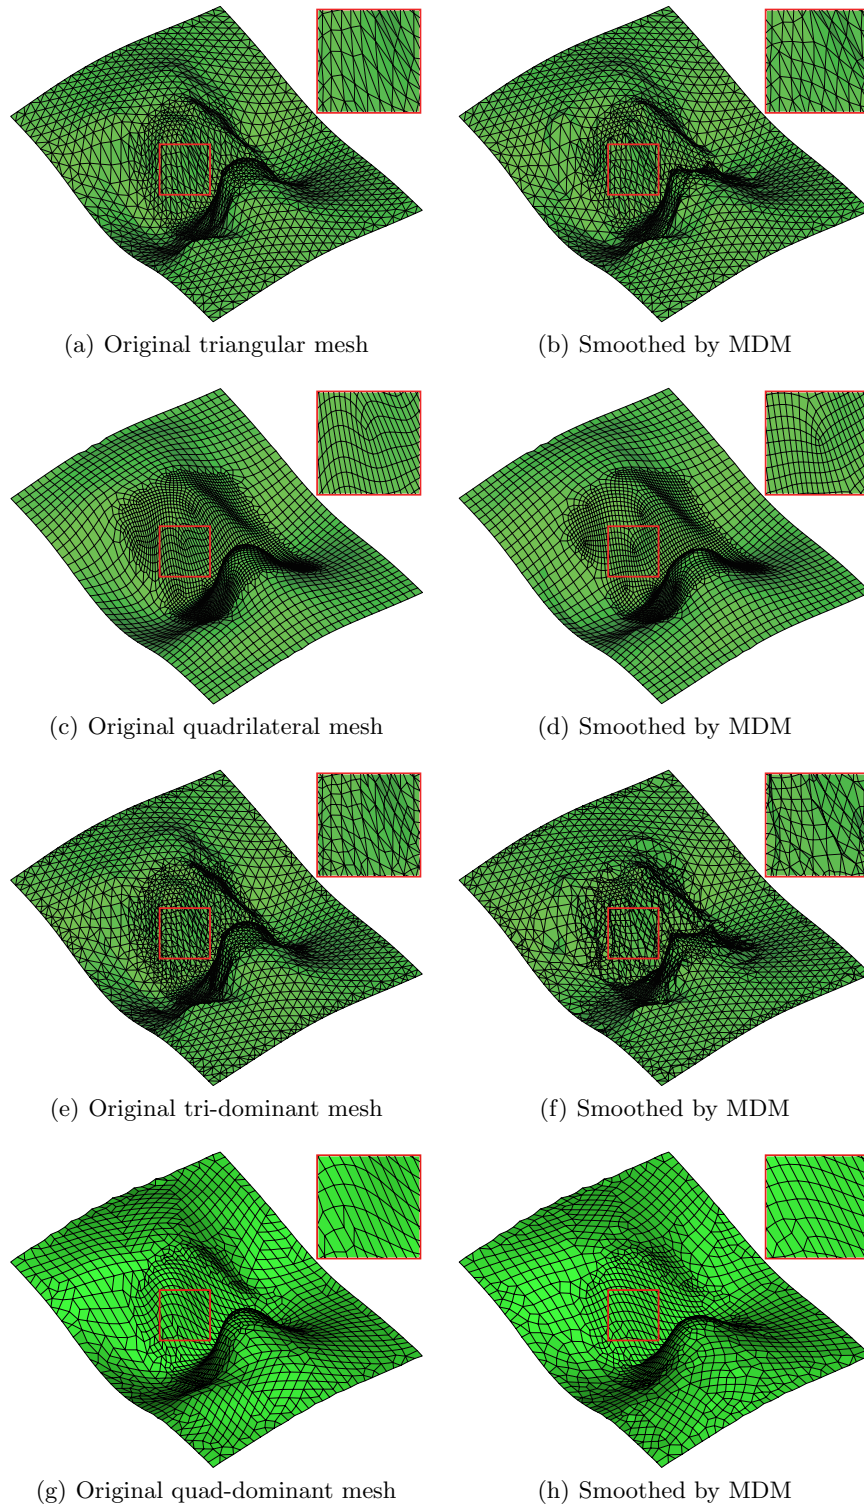 (a) Original triangular mesh
(b) Smoothed by MDM
(c) Original quadrilateral mesh
(d) Smoothed by MDM
(e) Original tri-dominant mesh
(f) Smoothed by MDM
(g) Original quad-dominant mesh
(h) Smoothed by MDM